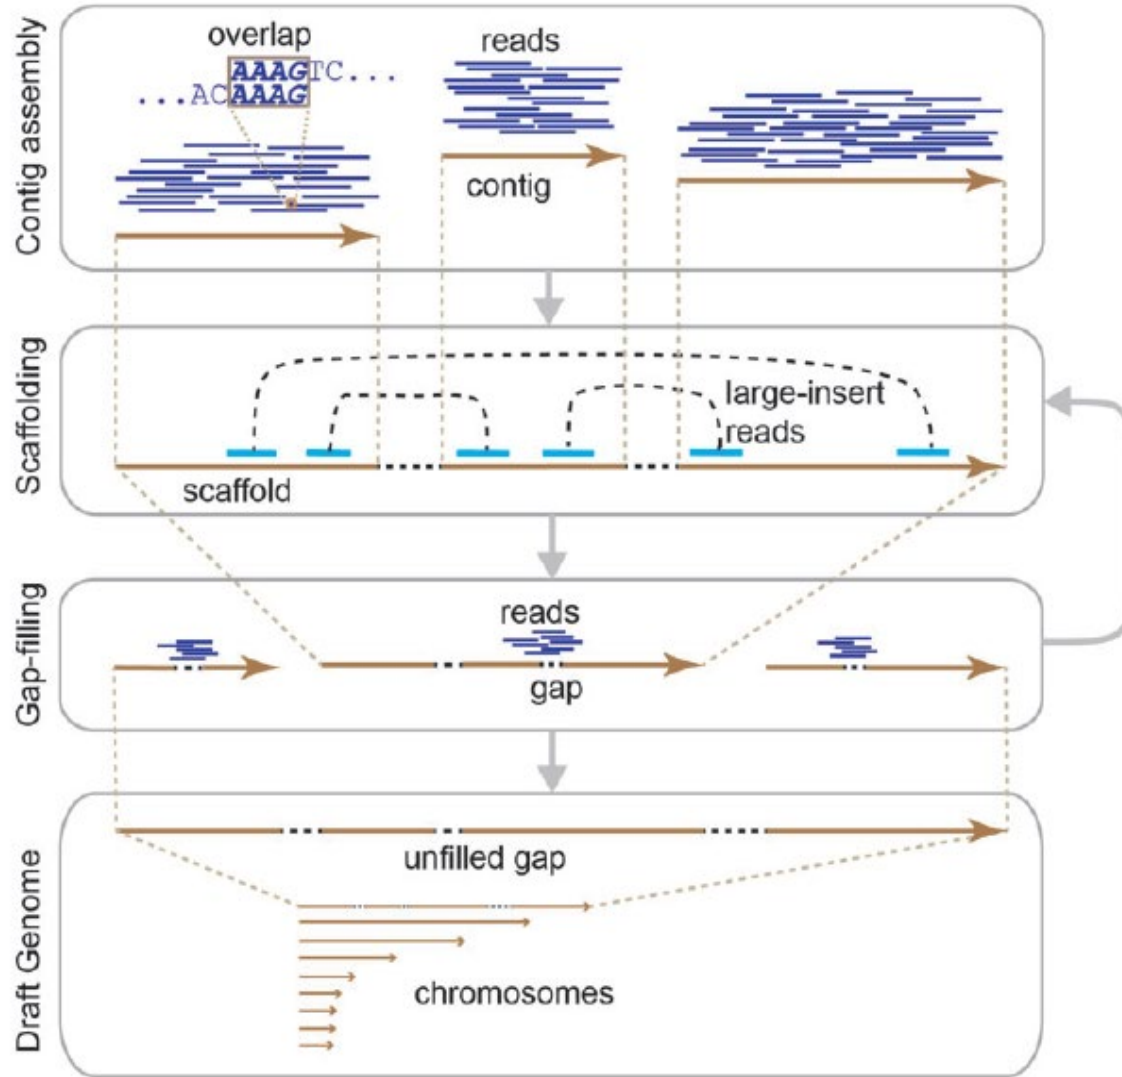 Contig asssembly
overlap
AAAGTC...
...ACAAAG
reads
contig
Scaffolding
large-insert
reads
scaffold
Gap-filling
reads
gap
Draft Genome
unfilled gap
chromosomes